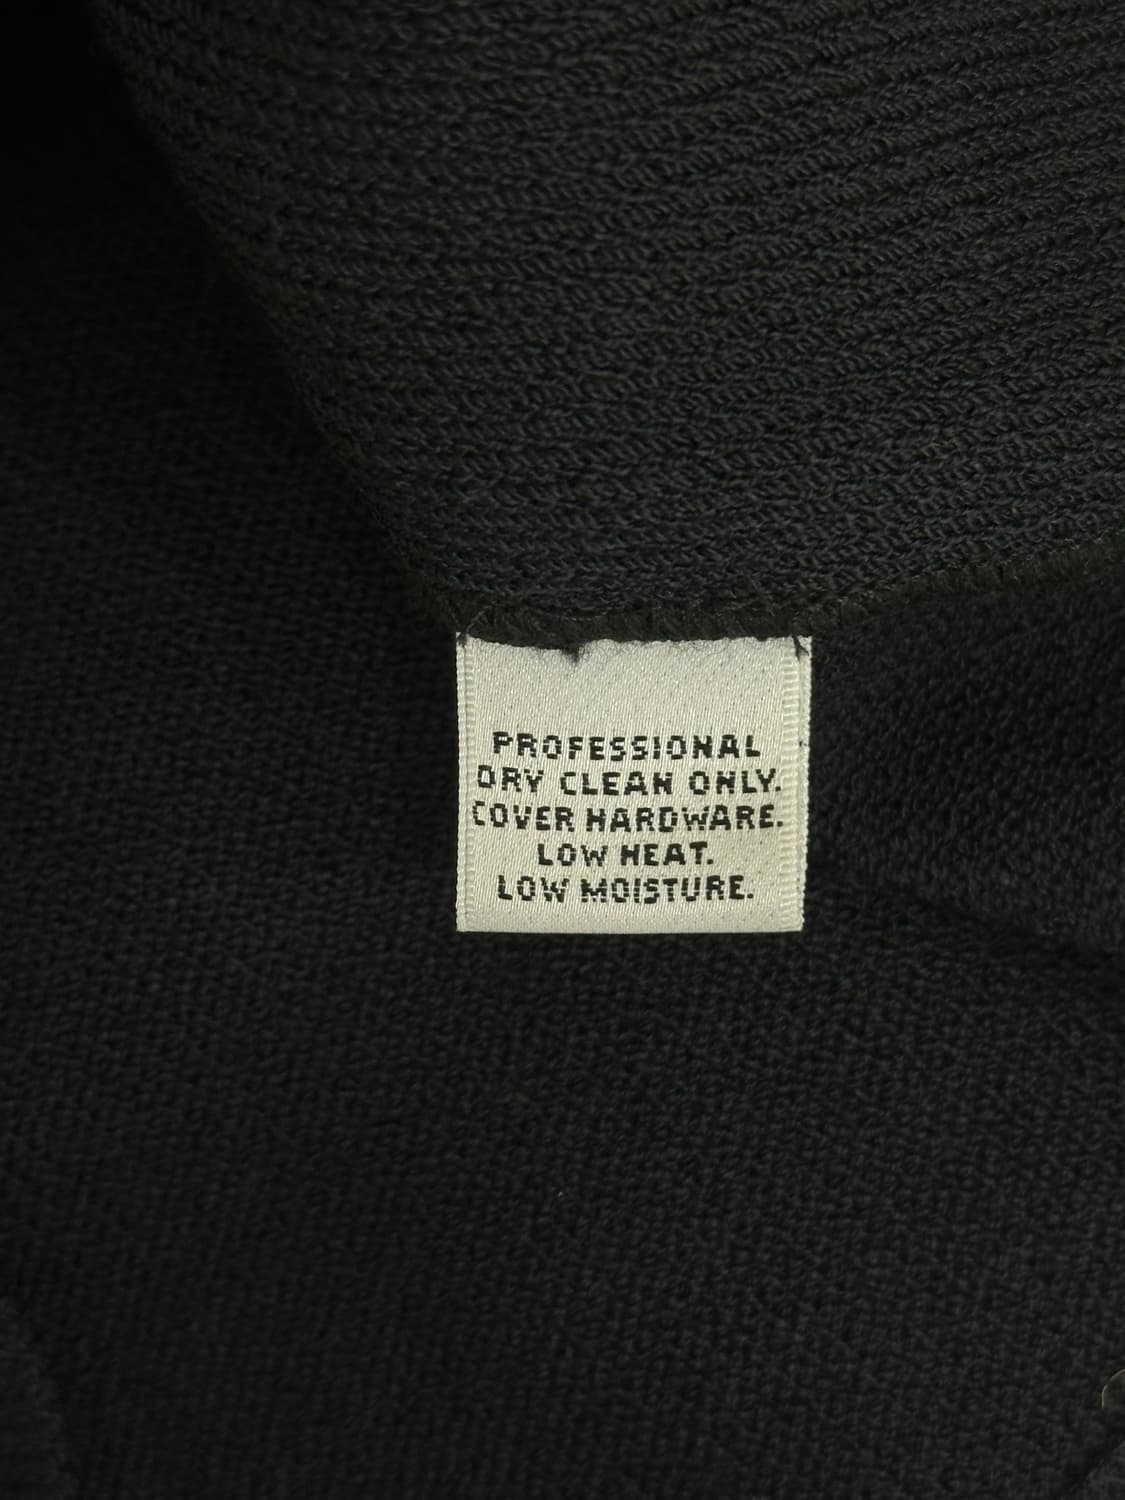 PROFESSIONAL
DRY CLEAN ONLY.
COVER HARDWARE.
LOW HEAT.
LOW MOISTURE.